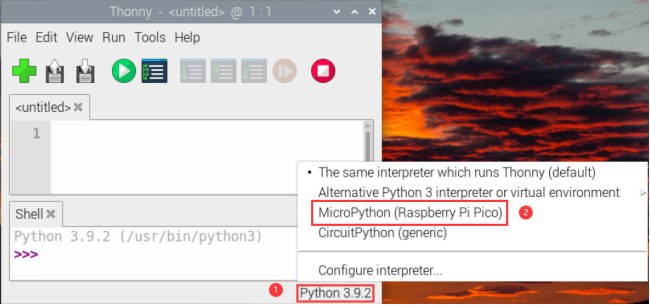 Thonny - <untitled> @ 1 : 1
File Edit View Run Tools Help
<untitled>
1
The same interpreter which runs Thonny (default)
Alternative Python 3 interpreter or virtual environment
MicroPython (Raspberry Pi Pico) 2
CircuitPython (generic)
Configure interpreter...
Shell
Python 3.9.2 (/usr/bin/python3)
>>>
1 Python 3.9.2